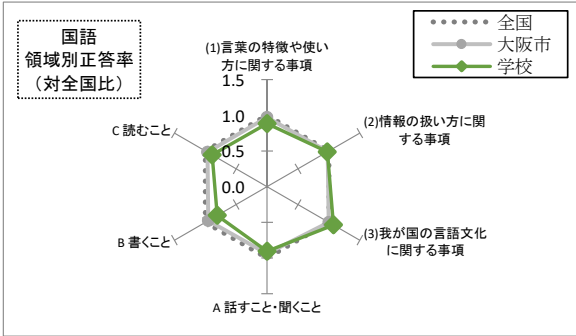 国語
領域別正答率
（対全国比）
全国
大阪市
学校
(1)言葉の特徴や使い
方に関する事項
(2)情報の扱い方に関
する事項
(3)我が国の言語文化
に関する事項
A 話すこと・聞くこと
B 書くこと
C 読むこと
1.5
1.0
0.5
0.0